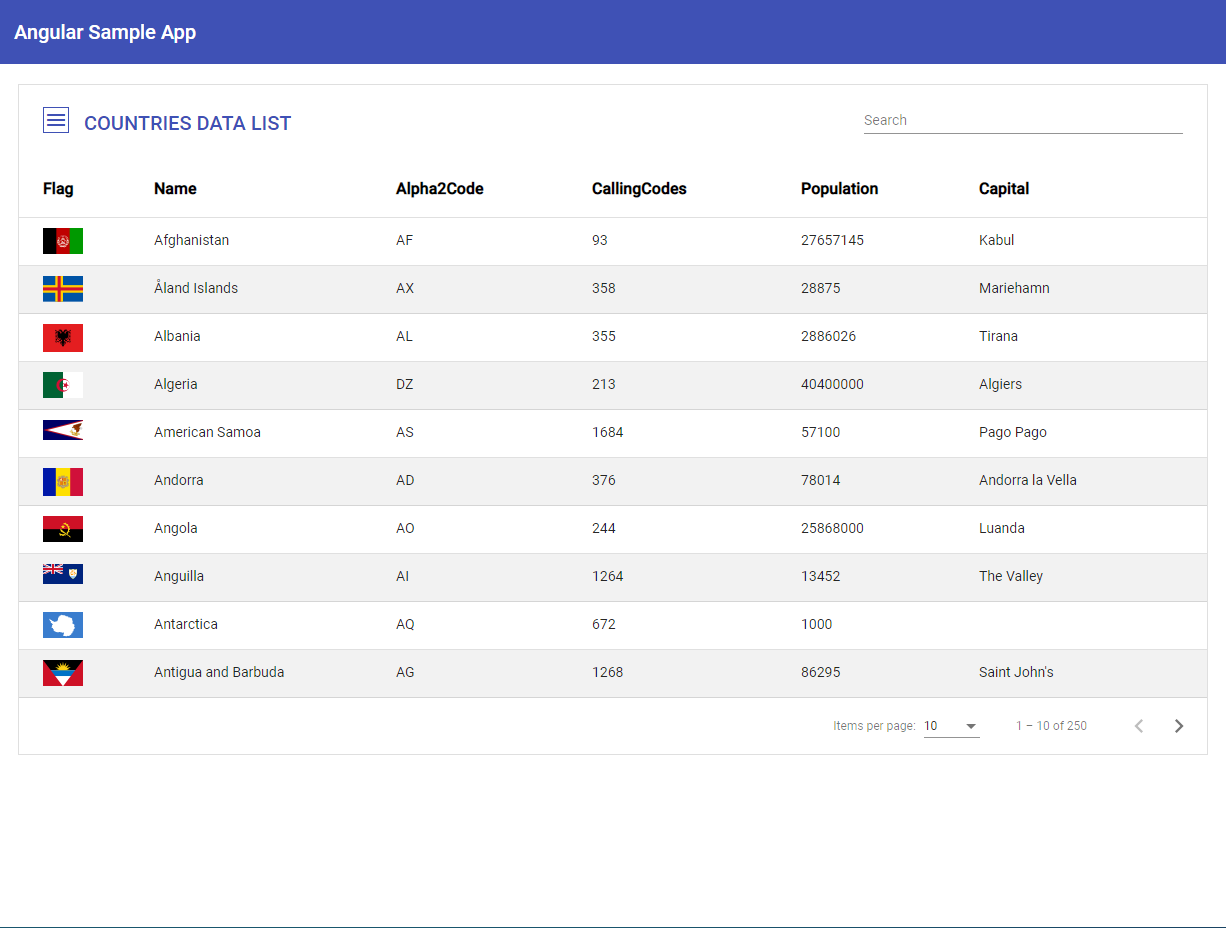 Angular Sample App
COUNTRIES DATA LIST Search
Flag Name Alpha2Code CallingCodes Population Capital
Afghanistan AF 93 27657145 Kabul
Åland Islands AX 358 28875 Mariehamn
Albania AL 355 2886026 Tirana
Algeria DZ 213 40400000 Algiers
American Samoa AS 1684 57100 Pago Pago
Andorra AD 376 78014 Andorra la Vella
Angola AO 244 25868000 Luanda
Anguilla AI 1264 13452 The Valley
Antarctica AQ 672 1000
Antigua and Barbuda AG 1268 86295 Saint John's
Items per page: 10 1 – 10 of 250